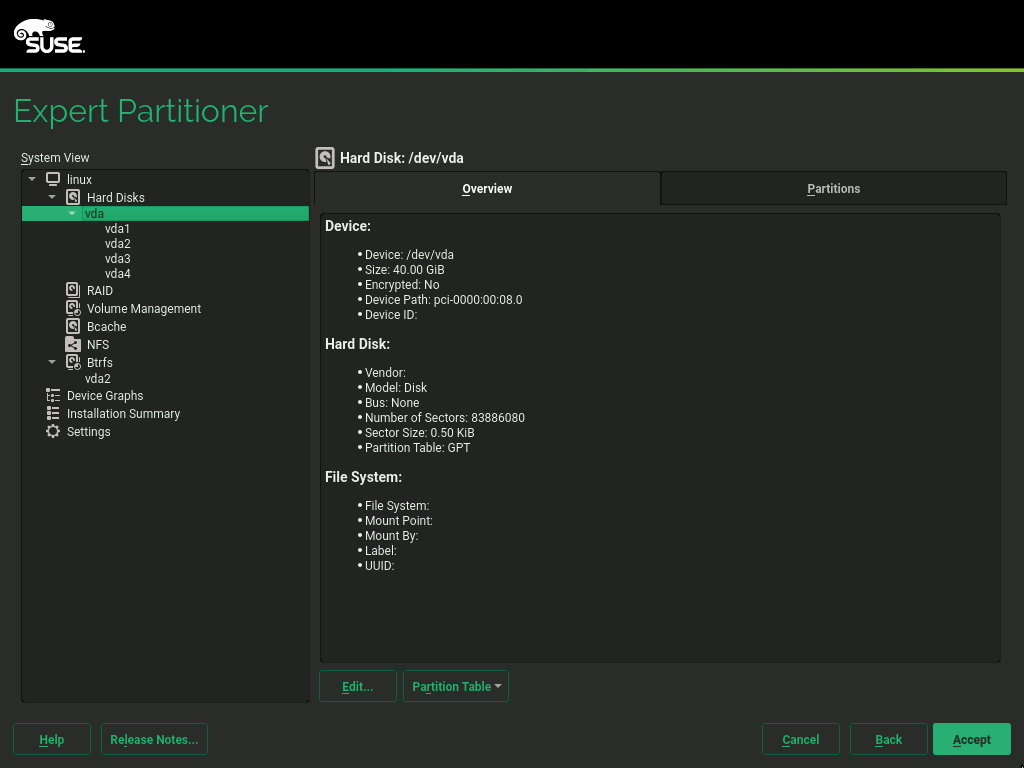 SUSE.
Expert Partitioner
System View
linux
Hard Disks
vda
vda1
vda2
vda3
vda4
RAID
Volume Management
Bcache
NFS
Btrfs
vda2
Device Graphs
Installation Summary
Settings
Hard Disk: /dev/vda
Overview Partitions
Device:
• Device: /dev/vda
• Size: 40.00 GiB
• Encrypted: No
• Device Path: pci-0000:00:08.0
• Device ID:
Hard Disk:
• Vendor:
• Model: Disk
• Bus: None
• Number of Sectors: 83886080
• Sector Size: 0.50 KiB
• Partition Table: GPT
File System:
• File System:
• Mount Point:
• Mount By:
• Label:
• UUID:
Edit... Partition Table
Help Release Notes... Cancel Back Accept